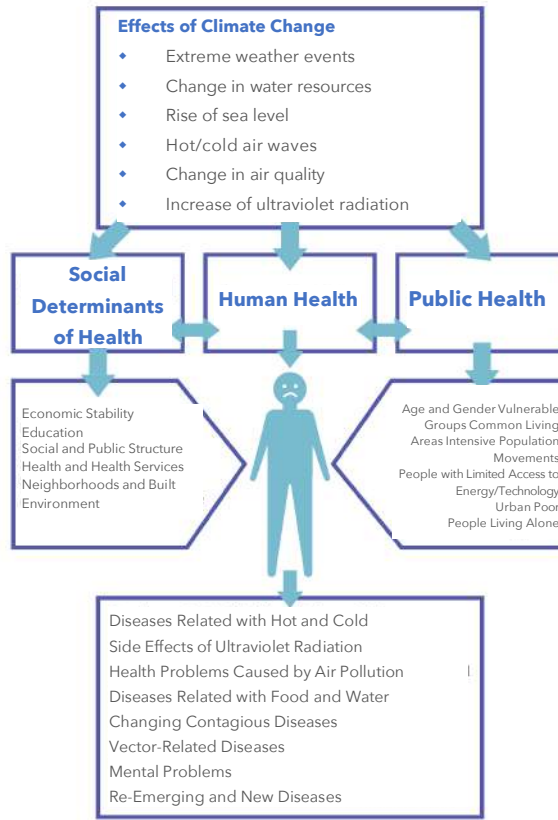 Effects of Climate Change
Extreme weather events
Change in water resources
Rise of sea level
Hot/cold air waves
Change in air quality
Increase of ultraviolet radiation
Social
Determinants
of Health
Human Health
Public Health
Economic Stability
Education
Social and Public Structure
Health and Health Services
Neighborhoods and Built
Environment
Age and Gender Vulnerable
Groups Common Living
Areas Intensive Population
Movements
People with Limited Access to
Energy/Technology
Urban Poor
People Living Alone
Diseases Related with Hot and Cold
Side Effects of Ultraviolet Radiation
Health Problems Caused by Air Pollution
Diseases Related with Food and Water
Changing Contagious Diseases
Vector-Related Diseases
Mental Problems
Re-Emerging and New Diseases